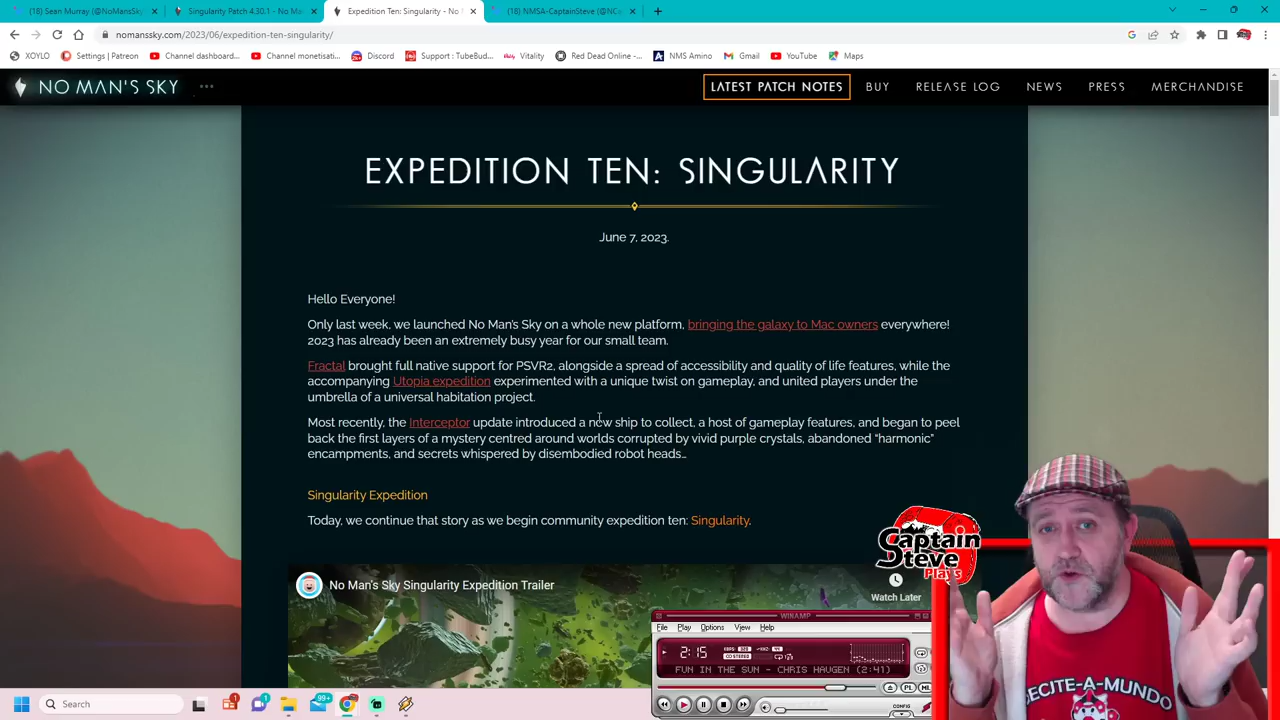 (18) Sean Murray (@NoMansSky
Singularity Patch 4.30.1 - No Ma
Expedition Ten: Singularity - No
(18) NMSA-CaptainSteve (@NCa
nomanssky.com/2023/06/expedition-ten-singularity/
XOYLO
Settings | Patreon
Channel dashboard...
Channel monetisati...
Discord
Support : TubeBud...
Vitality
Red Dead Online -...
NMS Amino
Gmail
YouTube
Maps
NO MAN'S SKY
LATEST PATCH NOTES
BUY
RELEASE LOG
NEWS
PRESS
MERCHANDISE
EXPEDITION TEN: SINGULARITY
June 7, 2023.
Hello Everyone!
Only last week, we launched No Man's Sky on a whole new platform, bringing the galaxy to Mac owners everywhere!
2023 has already been an extremely busy year for our small team.
Fractal brought full native support for PSVR2, alongside a spread of accessibility and quality of life features, while the
accompanying Utopia expedition experimented with a unique twist on gameplay, and united players under the
umbrella of a universal habitation project.
Most recently, the Interceptor update introduced a new ship to collect, a host of gameplay features, and began to peel
back the first layers of a mystery centred around worlds corrupted by vivid purple crystals, abandoned “harmonic”
encampments, and secrets whispered by disembodied robot heads…
Singularity Expedition
Today, we continue that story as we begin community expedition ten: Singularity.
No Man's Sky Singularity Expedition Trailer
Watch Later
Captain
Steve
Plays
WINAMP
File Play Options View Help
2:15
FUN IN THE SUN - CHRIS HAUGEN (2:41)
PL
ML
CONFIG
ECITE-A-MUNDO
Search
1
1
99+